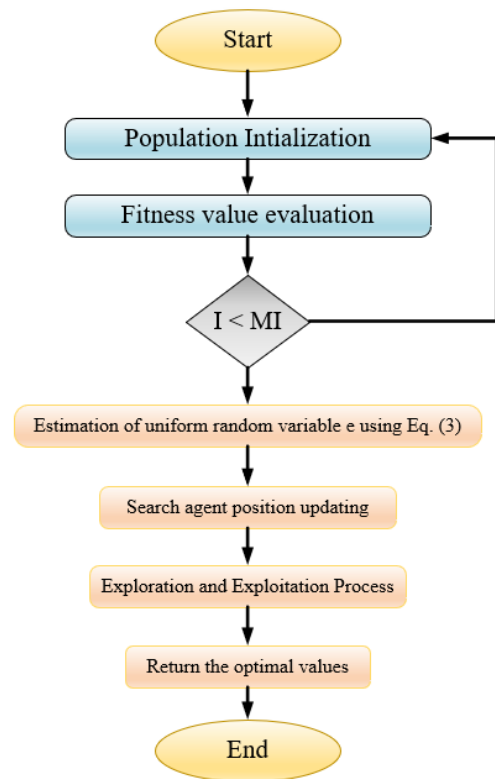 Start
Population Intialization
Fitness value evaluation
I < MI
Estimation of uniform random variable e using Eq. (3)
Search agent position updating
Exploration and Exploitation Process
Return the optimal values
End